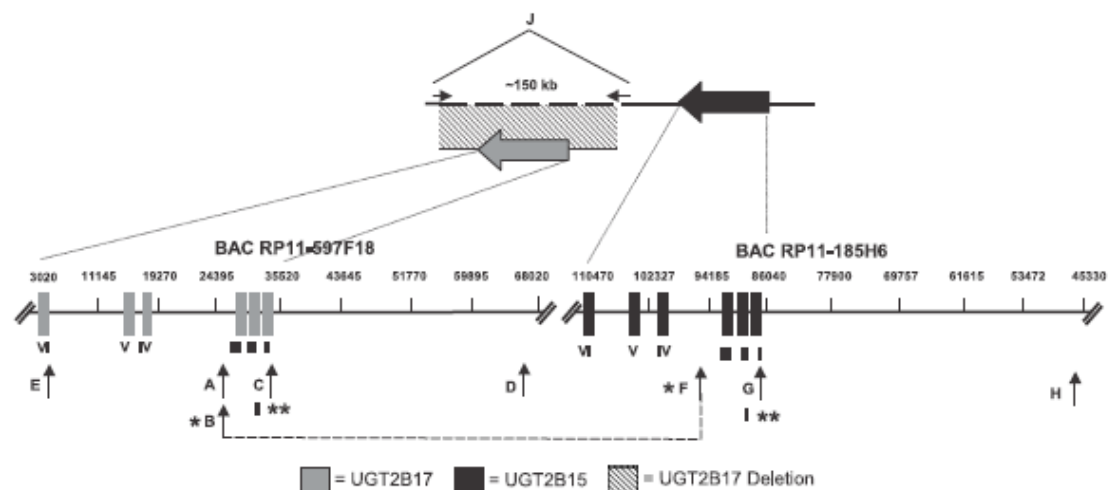 J
~150 kb
BAC RP11-597F18
BAC RP11-185H6
3020 11145 19270 24395 35520 43645 51770 59895 68020 110470 102327 94185 86040 77900 69757 61615 53472 45330
VI V IV VI V IV
E A C D * F G H
* B ** **
= UGT2B17 = UGT2B15 = UGT2B17 Deletion